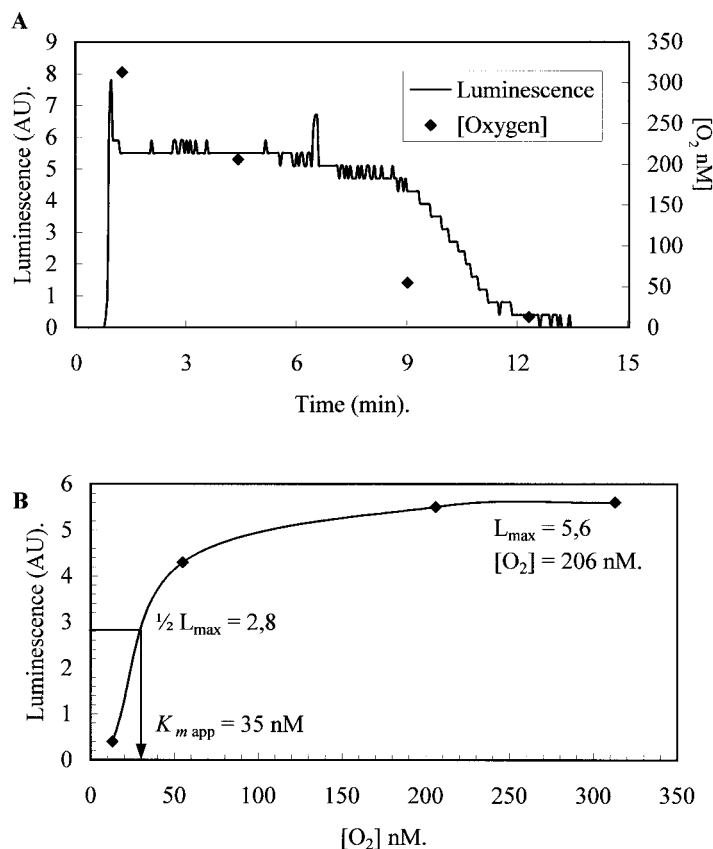 A
9
8
7
6
5
4
3
2
1
0
Luminescence (AU).
350
300
250
200
150
100
50
0
[O2 nM]
Luminescence
[Oxygen]
0 3 6 9 12 15
Time (min).
B
6
5
4
3
2
1
0
Luminescence (AU).
Lmax = 5,6
[O2] = 206 nM.
½ Lmax = 2,8
Km app = 35 nM
0 50 100 150 200 250 300 350
[O2] nM.